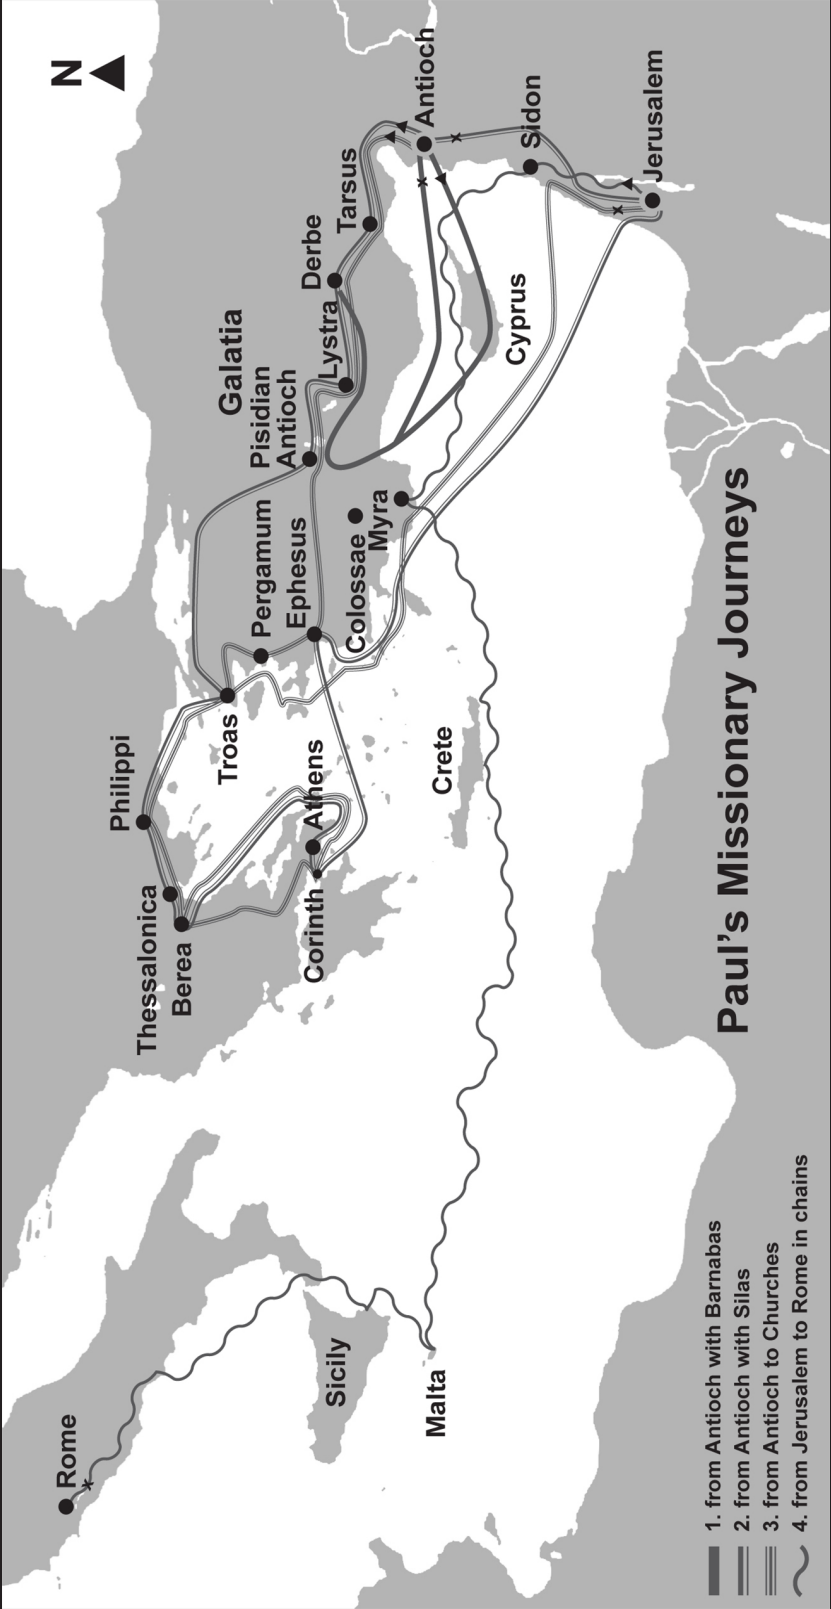 N
Rome
Thessalonica
Berea
Philippi
Troas
Pergamum
Ephesus
Galatia
Pisidian
Antioch
Lystra
Derbe
Tarsus
Antioch
Sidon
Jerusalem
Athens
Corinth
Colossae
Myra
Cyprus
Crete
Sicily
Malta
Paul's Missionary Journeys
1. from Antioch with Barnabas
2. from Antioch with Silas
3. from Antioch to Churches
4. from Jerusalem to Rome in chains